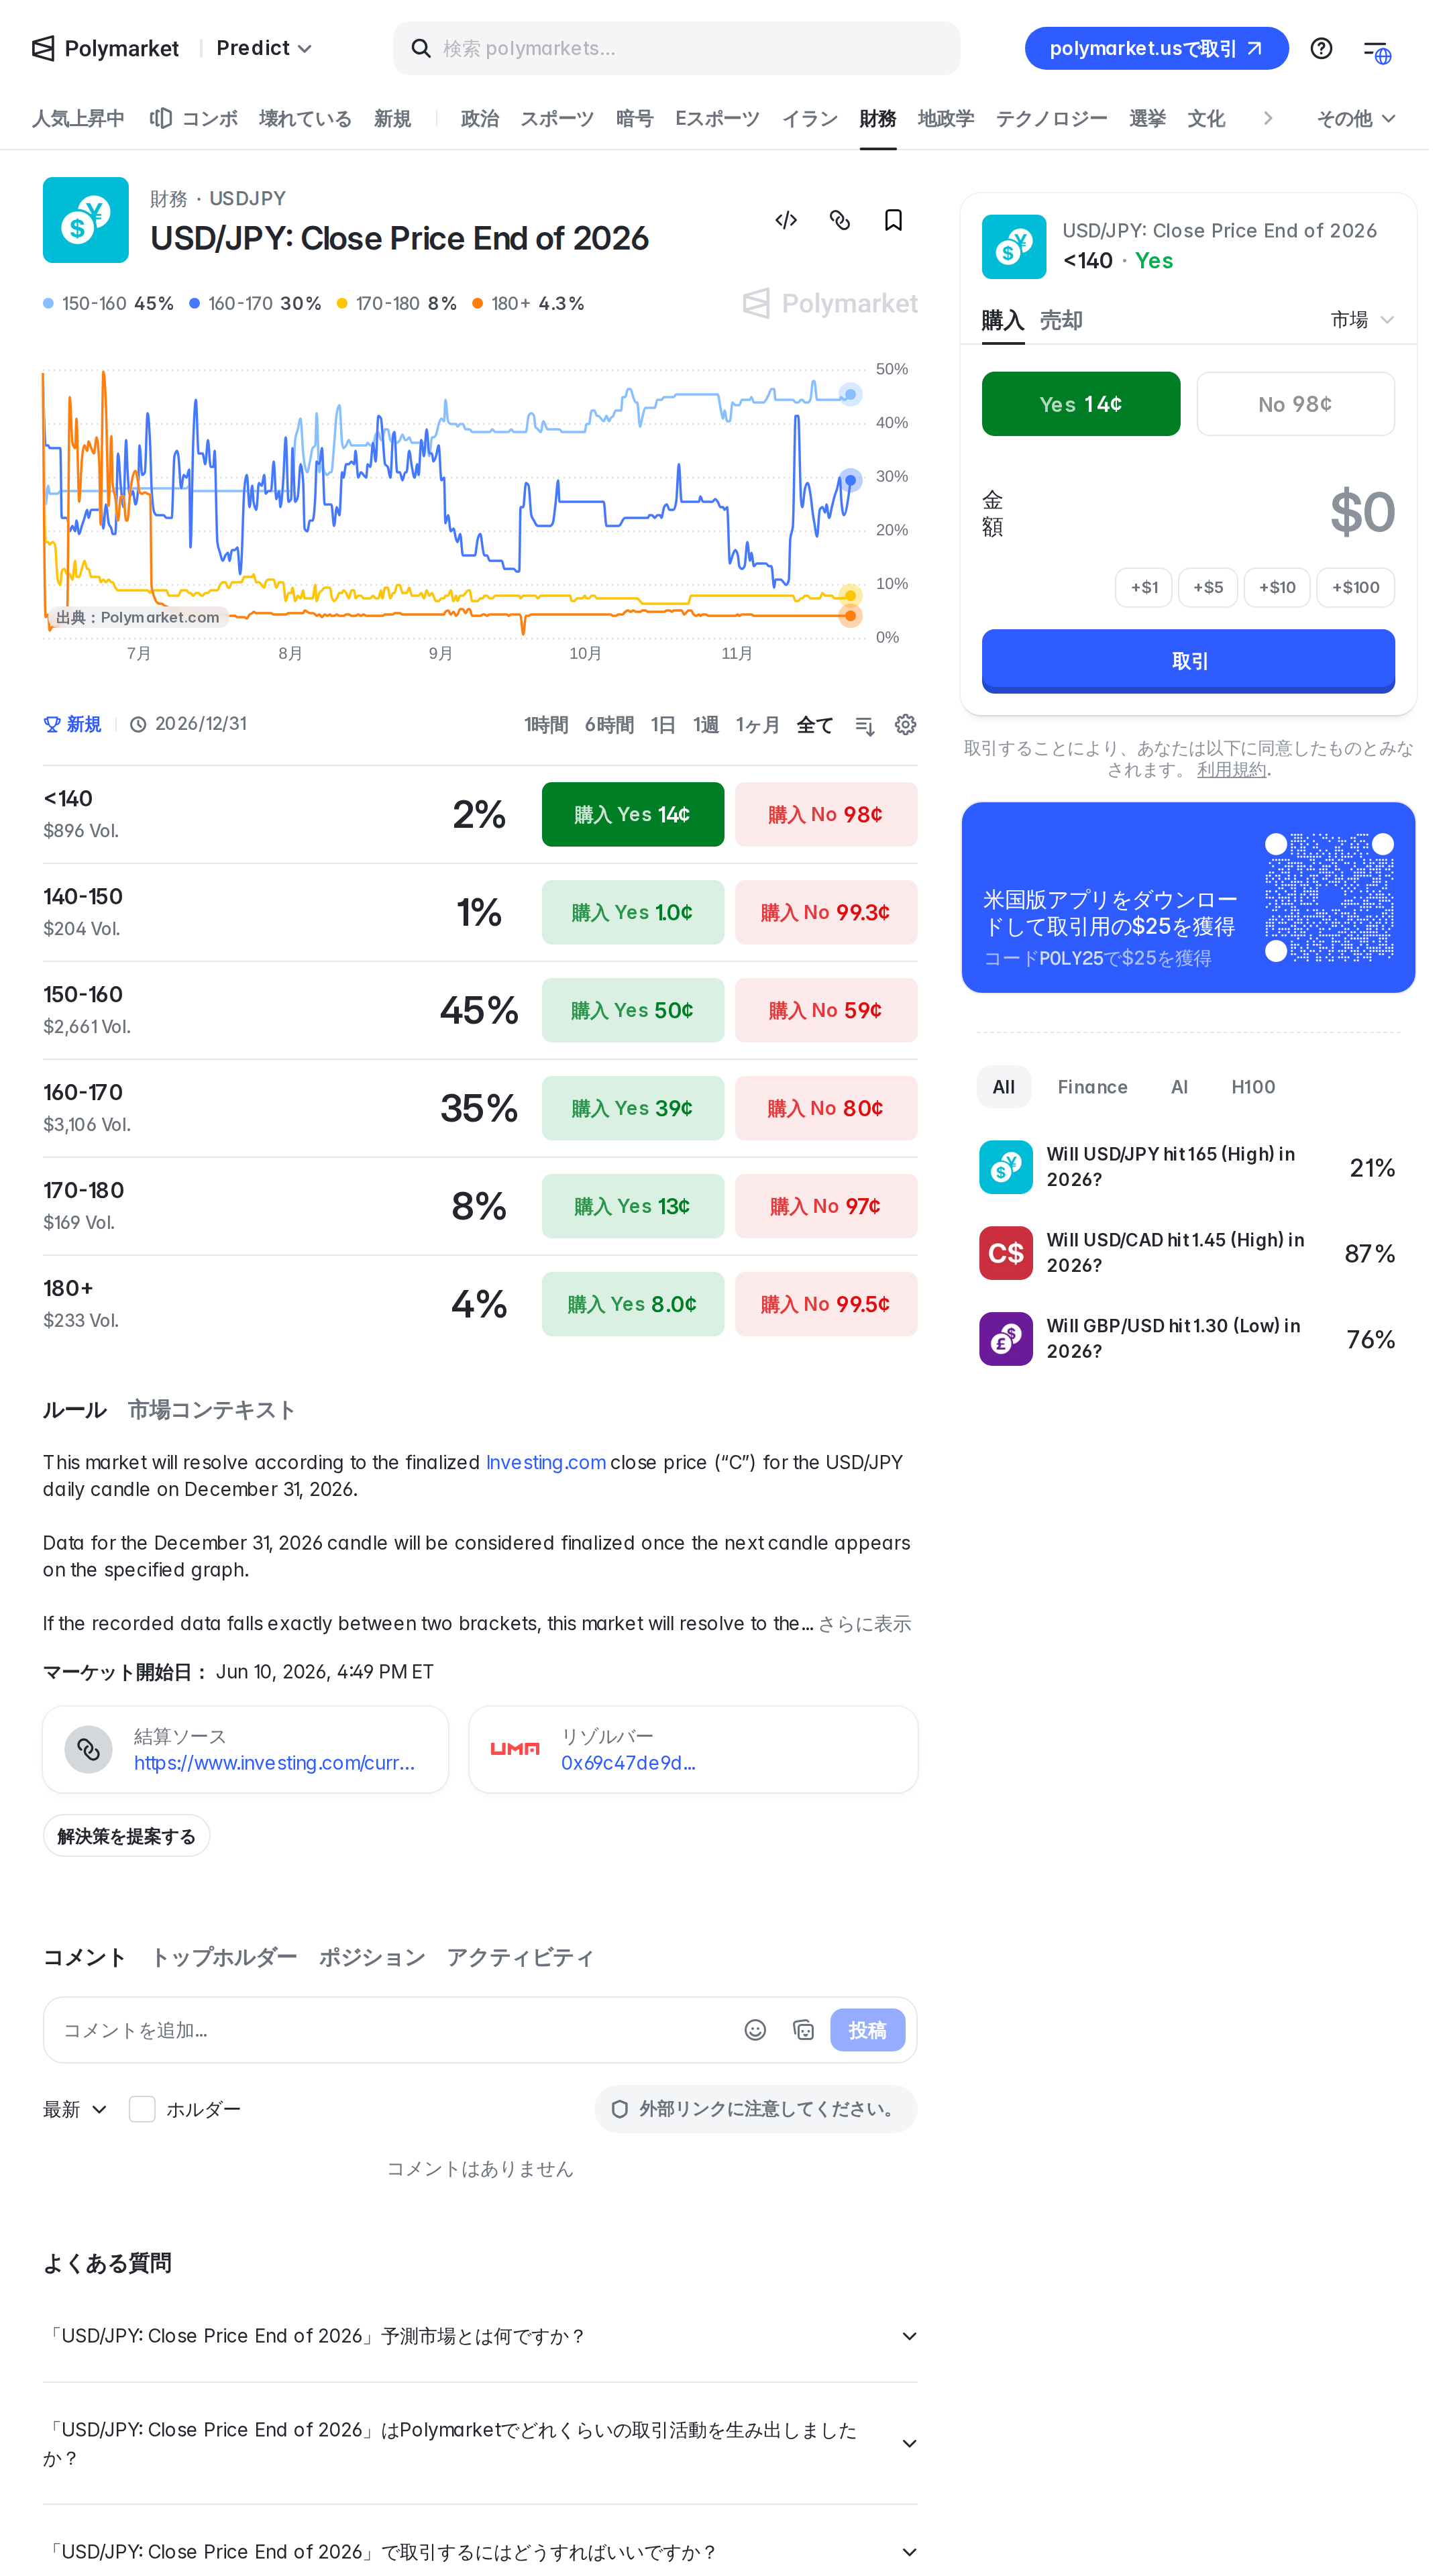 Polymarket
Predict
検索 polymarkets...
polymarket.usで取引
人気上昇中 コンボ 壊れている 新規 政治 スポーツ 暗号 Eスポーツ イラン 財務 地政学 テクノロジー 選挙 文化 その他
財務 · USDJPY
USD/JPY: Close Price End of 2026
150-160 45% 160-170 30% 170-180 8% 180+ 4.3%
Polymarket
50%
40%
30%
20%
10%
0%
出典：Polymarket.com
7月 8月 9月 10月 11月
新規 2026/12/31
1時間 6時間 1日 1週 1ヶ月 全て
<140
$896 Vol.
2%
購入 Yes 14¢
購入 No 98¢
140-150
$204 Vol.
1%
購入 Yes 1.0¢
購入 No 99.3¢
150-160
$2,661 Vol.
45%
購入 Yes 50¢
購入 No 59¢
160-170
$3,106 Vol.
35%
購入 Yes 39¢
購入 No 80¢
170-180
$169 Vol.
8%
購入 Yes 13¢
購入 No 97¢
180+
$233 Vol.
4%
購入 Yes 8.0¢
購入 No 99.5¢
ルール 市場コンテキスト
This market will resolve according to the finalized Investing.com close price (“C”) for the USD/JPY
daily candle on December 31, 2026.
Data for the December 31, 2026 candle will be considered finalized once the next candle appears
on the specified graph.
If the recorded data falls exactly between two brackets, this market will resolve to the... さらに表示
マーケット開始日： Jun 10, 2026, 4:49 PM ET
結算ソース
https://www.investing.com/curr...
UMA
リゾルバー
0x69c47de9d...
解決策を提案する
コメント トップホルダー ポジション アクティビティ
コメントを追加...
投稿
最新 ホルダー
外部リンクに注意してください。
コメントはありません
よくある質問
「USD/JPY: Close Price End of 2026」予測市場とは何ですか？
「USD/JPY: Close Price End of 2026」はPolymarketでどれくらいの取引活動を生み出しました
か？
「USD/JPY: Close Price End of 2026」で取引するにはどうすればいいですか？
USD/JPY: Close Price End of 2026
<140 · Yes
購入 売却 市場
Yes 14¢
No 98¢
金
額
$0
+$1 +$5 +$10 +$100
取引
取引することにより、あなたは以下に同意したものとみな
されます。 利用規約.
米国版アプリをダウンロー
ドして取引用の$25を獲得
コードPOLY25で$25を獲得
All Finance AI H100
Will USD/JPY hit 165 (High) in
2026?
21%
C$
Will USD/CAD hit 1.45 (High) in
2026?
87%
Will GBP/USD hit 1.30 (Low) in
2026?
76%